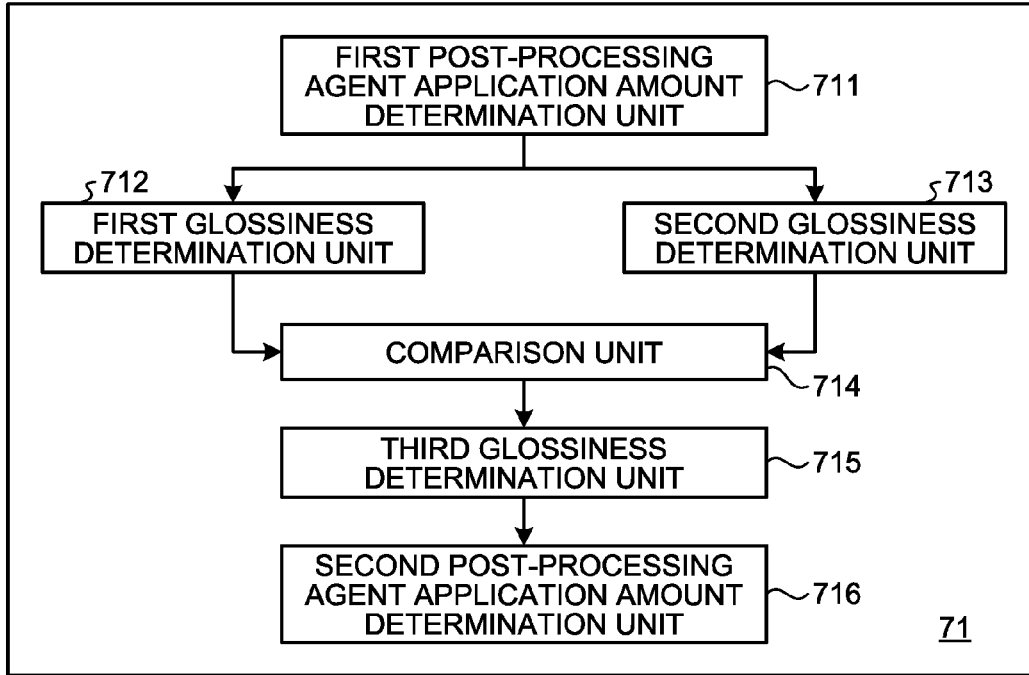 FIRST POST-PROCESSING
AGENT APPLICATION AMOUNT
DETERMINATION UNIT
711
712
FIRST GLOSSINESS
DETERMINATION UNIT
713
SECOND GLOSSINESS
DETERMINATION UNIT
COMPARISON UNIT
714
THIRD GLOSSINESS
DETERMINATION UNIT
715
SECOND POST-PROCESSING
AGENT APPLICATION AMOUNT
DETERMINATION UNIT
716
71